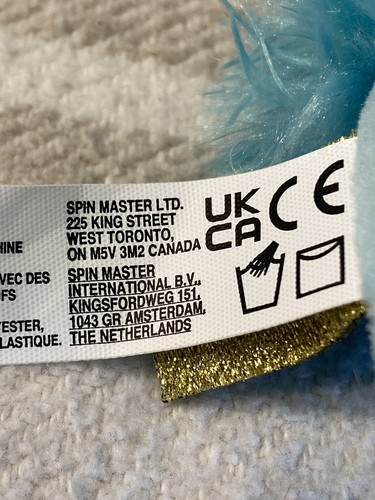 HINE
VEC DES
FS
ESTER,
LASTIQUE.
SPIN MASTER LTD.
225 KING STREET
WEST TORONTO,
ON M5V 3M2 CANADA
SPIN MASTER
INTERNATIONAL B.V.,
KINGSFORDWEG 151,
1043 GR AMSTERDAM,
THE NETHERLANDS
UK
CA
CE